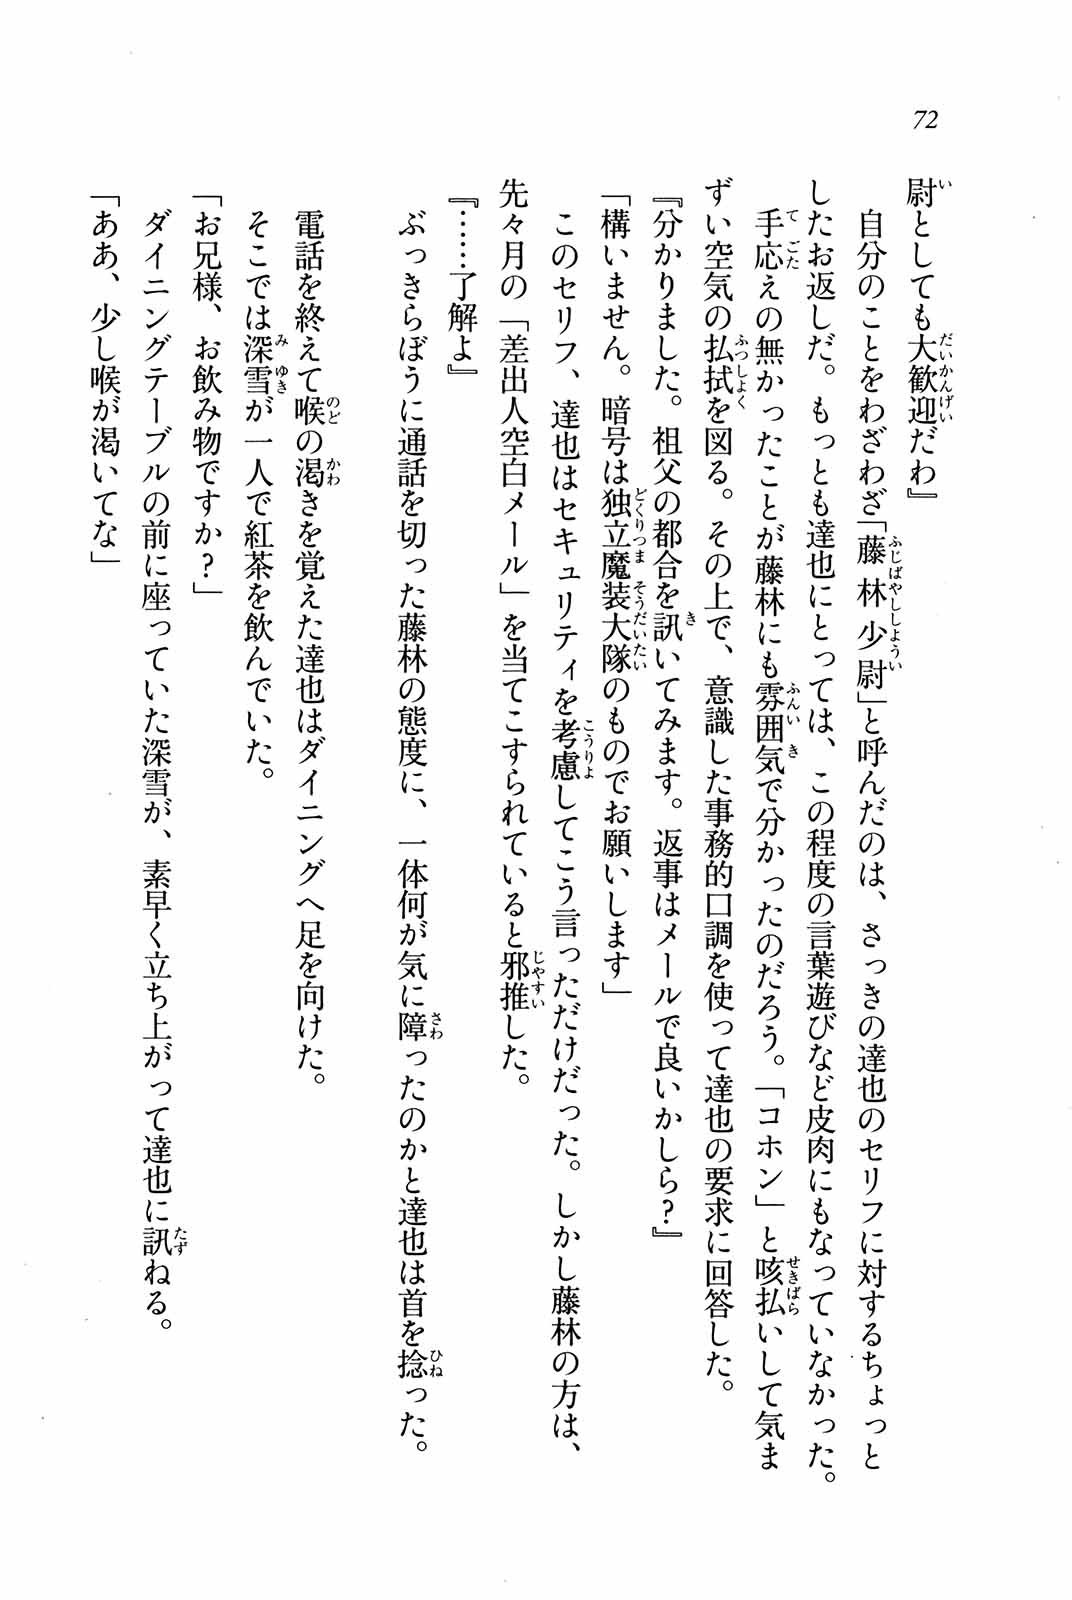 72
尉としても大歓迎だわ』
　自分のことをわざわざ「藤林少尉」と呼んだのは、さっきの達也のセリフに対するちょっと
したお返しだ。もっとも達也にとっては、この程度の言葉遊びなど皮肉にもなっていなかった。
　手応えの無かったことが藤林にも雰囲気で分かったのだろう。「コホン」と咳払いして気ま
ずい空気の払拭を図る。その上で、意識した事務的口調を使って達也の要求に回答した。
『分かりました。祖父の都合を訊いてみます。返事はメールで良いかしら？』
「構いません。暗号は独立魔装大隊のものでお願いします」
　このセリフ、達也はセキュリティを考慮してこう言っただけだった。しかし藤林の方は、
先々月の「差出人空白メール」を当てこすられていると邪推した。
『……了解よ』
　ぶっきらぼうに通話を切った藤林の態度に、一体何が気に障ったのかと達也は首を捻った。
　電話を終えて喉の渇きを覚えた達也はダイニングへ足を向けた。
　そこでは深雪が一人で紅茶を飲んでいた。
「お兄様、お飲み物ですか？」
　ダイニングテーブルの前に座っていた深雪が、素早く立ち上がって達也に訊ねる。
「ああ、少し喉が渇いてな」